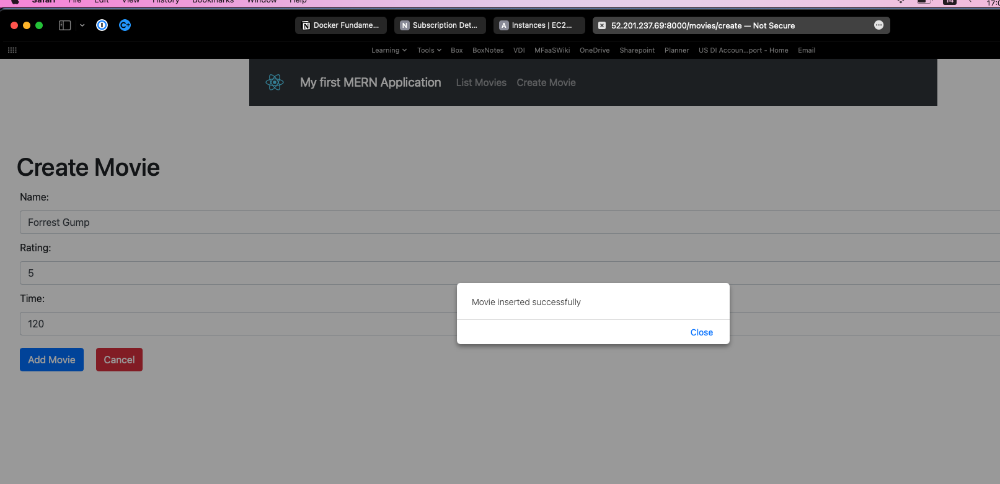 Safari File Edit View History Bookmarks Window Help 14
Docker Fundame... N Subscription Det... A Instances | EC2... 52.201.237.69:8000/movies/create — Not Secure
Learning Tools Box BoxNotes VDI MFaaSWiki OneDrive Sharepoint Planner US DI Accoun...port - Home Email
My first MERN Application List Movies Create Movie
Create Movie
Name:
Forrest Gump
Rating:
5
Time:
120
Movie inserted successfully
Close
Add Movie Cancel